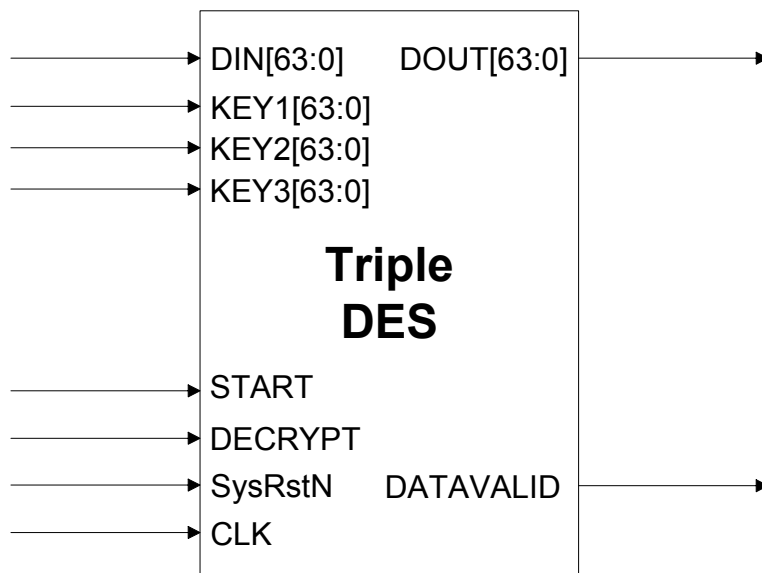 DIN[63:0] DOUT[63:0]
KEY1[63:0]
KEY2[63:0]
KEY3[63:0]
Triple
DES
START
DECRYPT
SysRstN DATAVALID
CLK